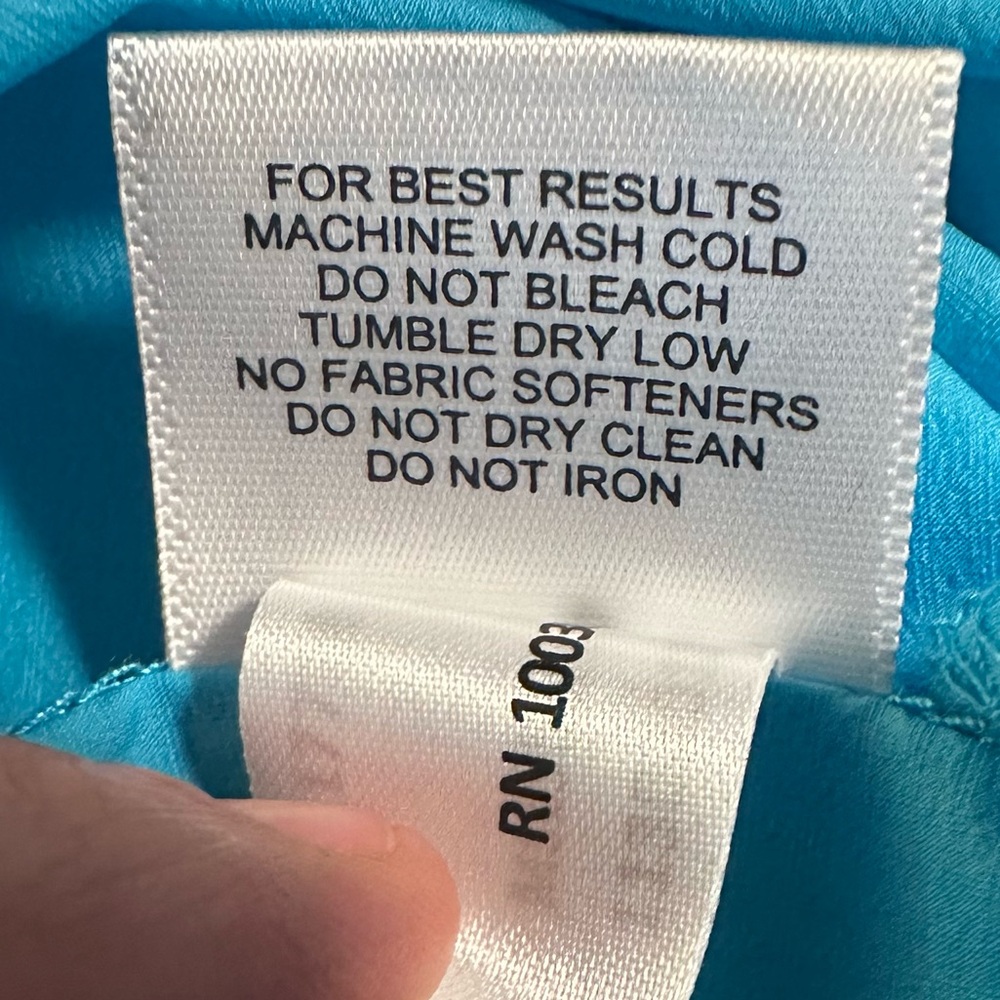 FOR BEST RESULTS
MACHINE WASH COLD
DO NOT BLEACH
TUMBLE DRY LOW
NO FABRIC SOFTENERS
DO NOT DRY CLEAN
DO NOT IRON
RN 1003